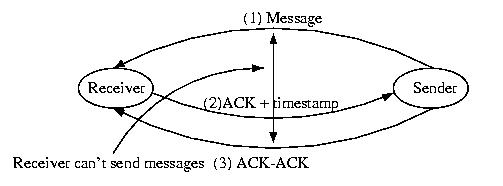 (1) Message
Receiver
Sender
(2)ACK + timestamp
Receiver can't send messages
(3) ACK-ACK